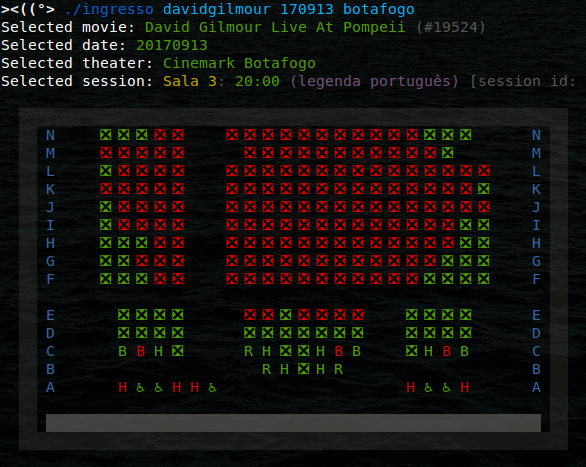 ><((°> ./ingresso davidgilmour 170913 botafogo
Selected movie: David Gilmour Live At Pompeii (#19524)
Selected date: 20170913
Selected theater: Cinemark Botafogo
Selected session: Sala 3: 20:00 (legenda português) [session id:
N ☒ ☒ ☒ ☒ ☒ ☒ ☒ ☒ ☒ ☒ ☒ ☒ ☒ ☒ ☒ ☒ ☒ ☒ ☒ N
M ☒ ☒ ☒ ☒ ☒ ☒ ☒ ☒ ☒ ☒ ☒ ☒ ☒ ☒ ☒ ☒ ☒ M
L ☒ ☒ ☒ ☒ ☒ ☒ ☒ ☒ ☒ ☒ ☒ ☒ ☒ ☒ ☒ ☒ ☒ ☒ ☒ ☒ L
K ☒ ☒ ☒ ☒ ☒ ☒ ☒ ☒ ☒ ☒ ☒ ☒ ☒ ☒ ☒ ☒ ☒ ☒ ☒ ☒ K
J ☒ ☒ ☒ ☒ ☒ ☒ ☒ ☒ ☒ ☒ ☒ ☒ ☒ ☒ ☒ ☒ ☒ ☒ ☒ ☒ J
I ☒ ☒ ☒ ☒ ☒ ☒ ☒ ☒ ☒ ☒ ☒ ☒ ☒ ☒ ☒ ☒ ☒ ☒ ☒ ☒ I
H ☒ ☒ ☒ ☒ ☒ ☒ ☒ ☒ ☒ ☒ ☒ ☒ ☒ ☒ ☒ ☒ ☒ ☒ ☒ ☒ H
G ☒ ☒ ☒ ☒ ☒ ☒ ☒ ☒ ☒ ☒ ☒ ☒ ☒ ☒ ☒ ☒ ☒ ☒ ☒ ☒ G
F ☒ ☒ ☒ ☒ ☒ ☒ ☒ ☒ ☒ ☒ ☒ ☒ ☒ ☒ ☒ ☒ ☒ ☒ ☒ ☒ F
E ☒ ☒ ☒ ☒ ☒ ☒ ☒ ☒ ☒ ☒ ☒ ☒ ☒ ☒ ☒ E
D ☒ ☒ ☒ ☒ ☒ ☒ ☒ ☒ ☒ ☒ ☒ ☒ ☒ ☒ ☒ D
C B B H ☒ R H ☒ ☒ H B B ☒ H B B C
B R H ☒ H R B
A H ♿ ♿ H H ♿ H ♿ ♿ H A